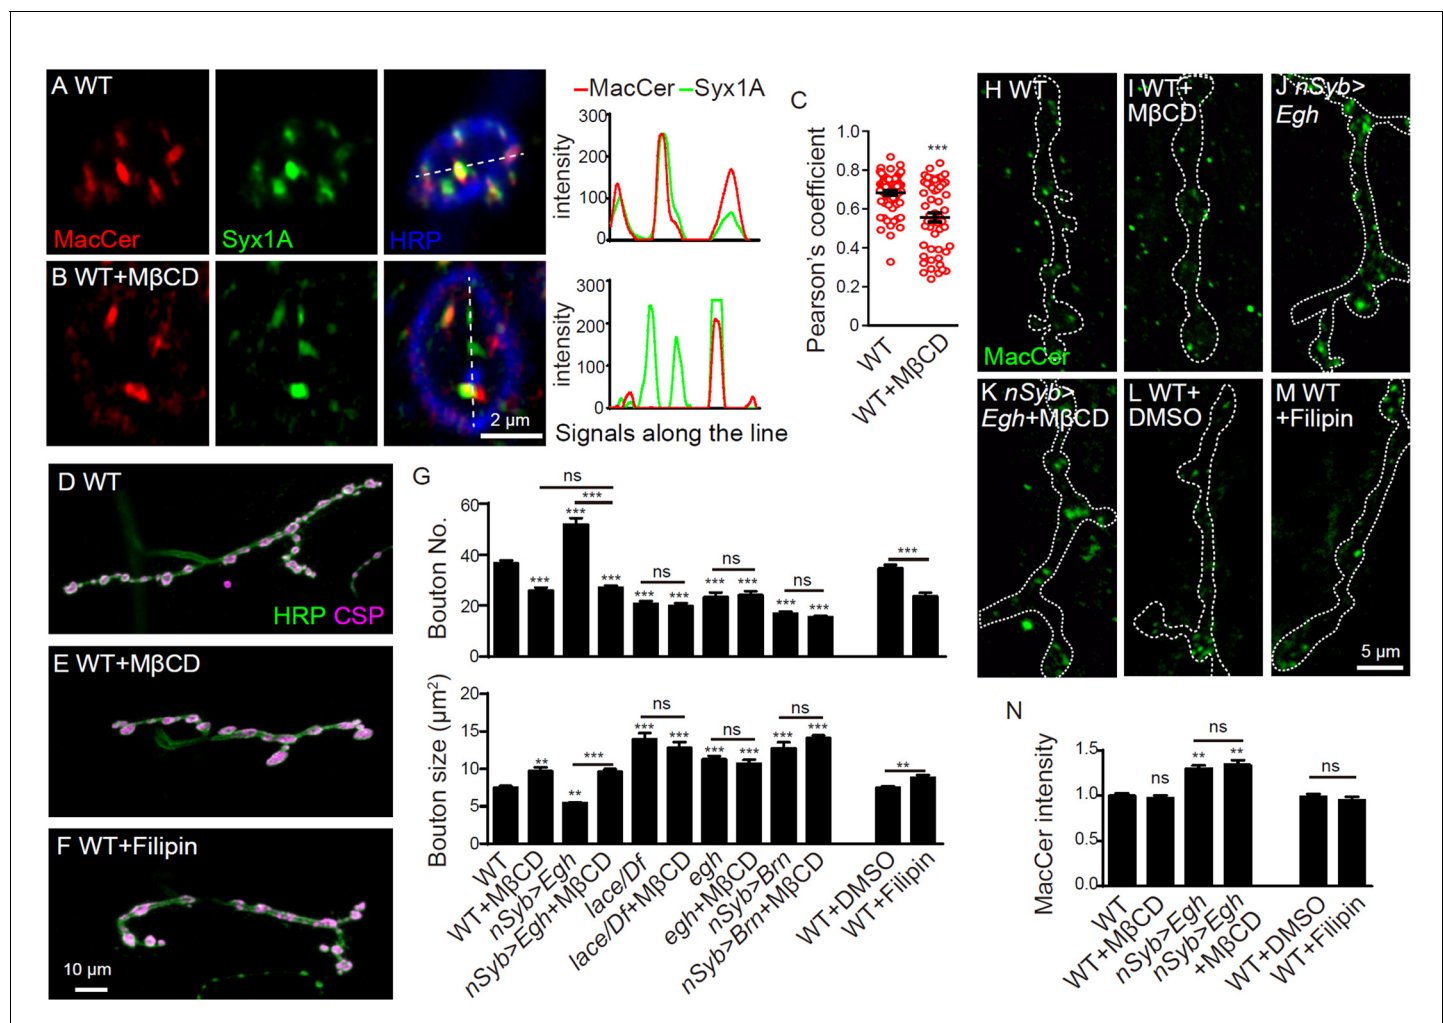 A WT
MacCer
Syx1A
HRP
B WT+MβCD
2 µm
MacCer
Syx1A
300
200
100
0
intensity
300
200
100
0
intensity
Signals along the line
C
1.0
0.8
0.6
0.4
0.2
0
Pearson's coefficient
***
WT
WT+MβCD
D WT
HRP CSP
E WT+MβCD
F WT+Filipin
10 µm
G
60
40
20
0
Bouton No.
ns
***
***
***
***
ns
***
***
ns
***
***
ns
***
***
***
20
15
10
5
0
Bouton size (µm²)
**
***
**
ns
***
***
ns
***
***
ns
***
***
**
WT
WT+MβCD
nSyb>Egh
nSyb>Egh+MβCD
lace/Df
lace/Df+MβCD
egh
egh+MβCD
nSyb>Brn
nSyb>Brn+MβCD
WT+DMSO
WT+Filipin
H WT
MacCer
I WT+
MβCD
J nSyb>
Egh
K nSyb>
Egh+MβCD
L WT+
DMSO
M WT
+Filipin
5 µm
N
1.5
1.0
0.5
0.0
MacCer intensity
ns
ns
**
**
ns
WT
WT+MβCD
nSyb>Egh
nSyb>Egh
+MβCD
WT+DMSO
WT+Filipin